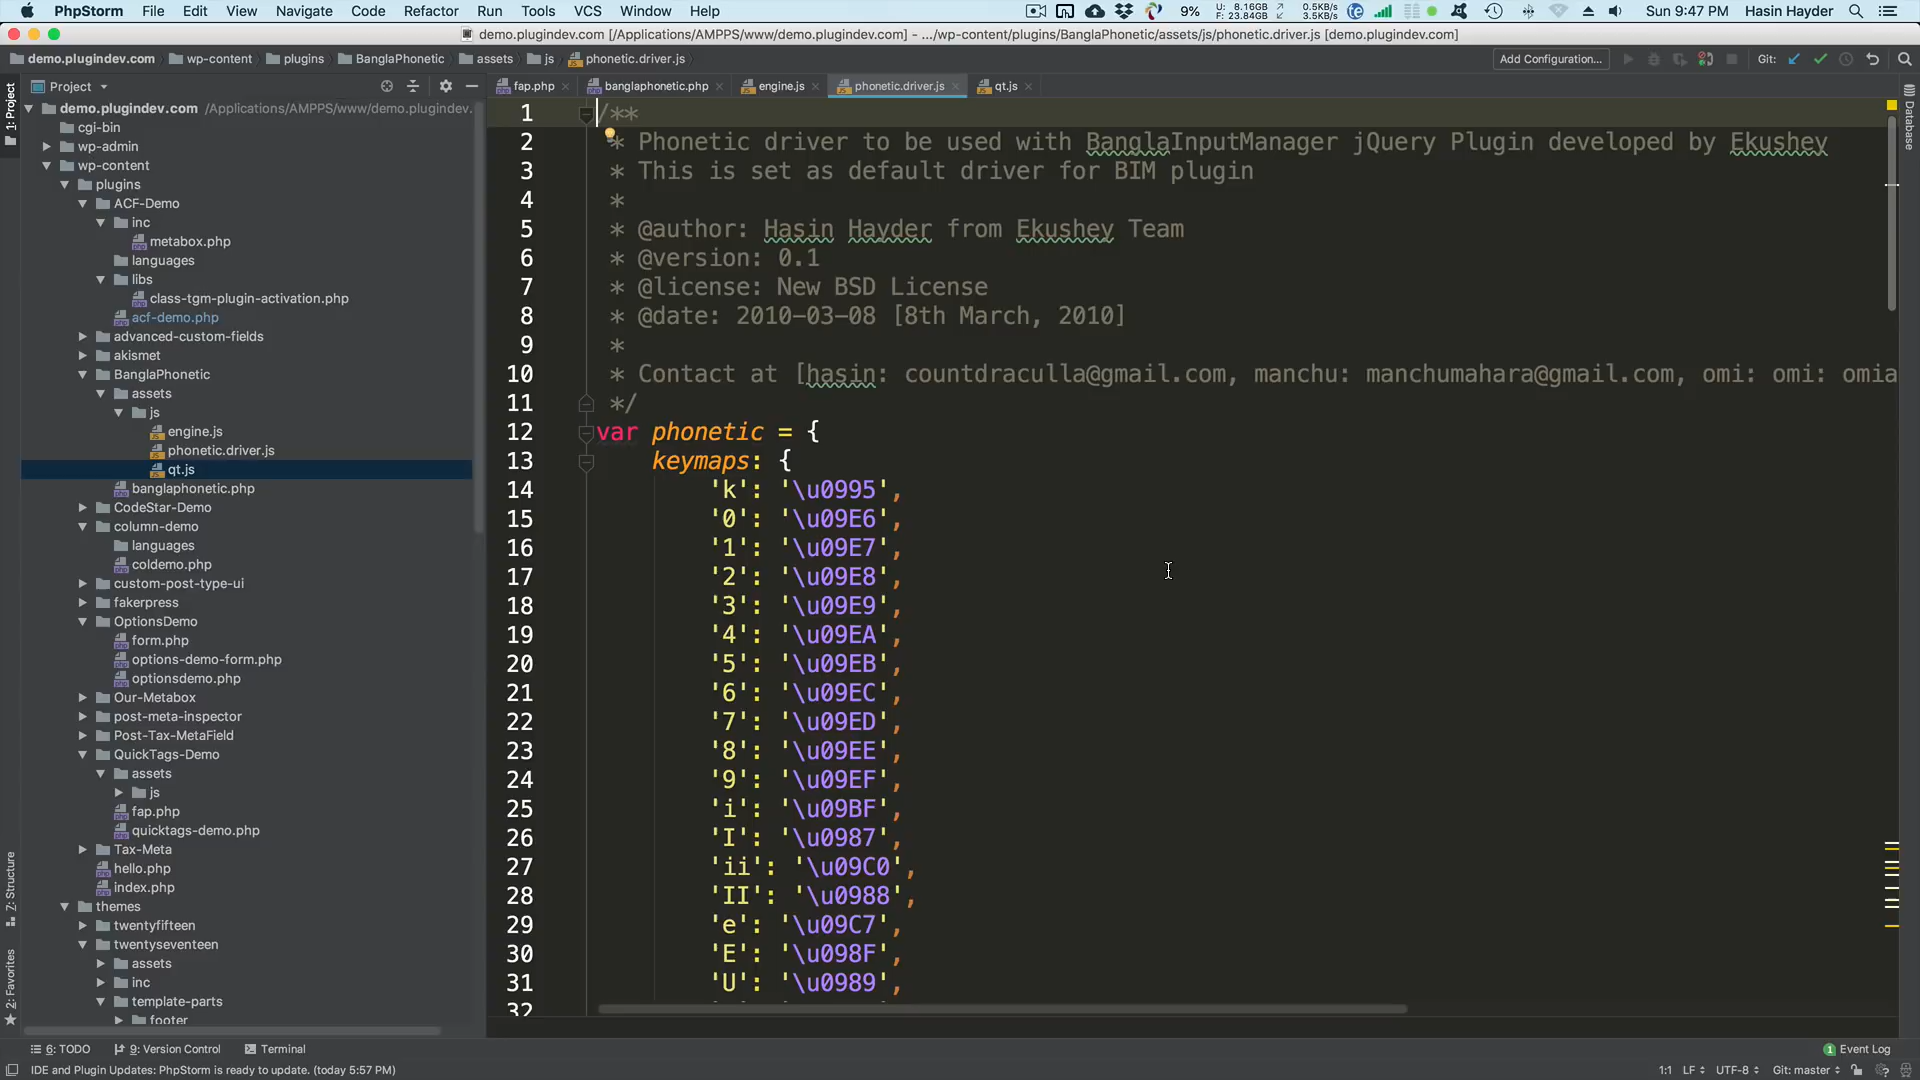 PhpStorm File Edit View Navigate Code Refactor Run Tools VCS Window Help
9% U: 8.16GB F: 23.84GB 0.5KB/s 3.5KB/s Sun 9:47 PM Hasin Hayder
demo.plugindev.com [/Applications/AMPPS/www/demo.plugindev.com] - .../wp-content/plugins/BanglaPhonetic/assets/js/phonetic.driver.js [demo.plugindev.com]
demo.plugindev.com wp-content plugins BanglaPhonetic assets js phonetic.driver.js Add Configuration... Git:
Project
fap.php banglaphonetic.php engine.js phonetic.driver.js qt.js
1: Project
Z: Structure
2: Favorites
Database
demo.plugindev.com /Applications/AMPPS/www/demo.plugindev.com
cgi-bin
wp-admin
wp-content
plugins
ACF-Demo
inc
metabox.php
languages
libs
class-tgm-plugin-activation.php
acf-demo.php
advanced-custom-fields
akismet
BanglaPhonetic
assets
js
engine.js
phonetic.driver.js
qt.js
banglaphonetic.php
CodeStar-Demo
column-demo
languages
coldemo.php
custom-post-type-ui
fakerpress
OptionsDemo
form.php
options-demo-form.php
optionsdemo.php
Our-Metabox
post-meta-inspector
Post-Tax-MetaField
QuickTags-Demo
assets
js
fap.php
quicktags-demo.php
Tax-Meta
hello.php
index.php
themes
twentyfifteen
twentyseventeen
assets
inc
template-parts
footer
1 /**
2 * Phonetic driver to be used with BanglaInputManager jQuery Plugin developed by Ekushey
3 * This is set as default driver for BIM plugin
4 *
5 * @author: Hasin Hayder from Ekushey Team
6 * @version: 0.1
7 * @license: New BSD License
8 * @date: 2010-03-08 [8th March, 2010]
9 *
10 * Contact at [hasin: countdraculla@gmail.com, manchu: manchumahara@gmail.com, omi: omi: omia
11 */
12 var phonetic = {
13 keymaps: {
14 'k': '\u0995',
15 '0': '\u09E6',
16 '1': '\u09E7',
17 '2': '\u09E8',
18 '3': '\u09E9',
19 '4': '\u09EA',
20 '5': '\u09EB',
21 '6': '\u09EC',
22 '7': '\u09ED',
23 '8': '\u09EE',
24 '9': '\u09EF',
25 'i': '\u09BF',
26 'I': '\u0987',
27 'ii': '\u09C0',
28 'II': '\u0988',
29 'e': '\u09C7',
30 'E': '\u098F',
31 'U': '\u0989',
32
6: TODO 9: Version Control Terminal 1 Event Log
IDE and Plugin Updates: PhpStorm is ready to update. (today 5:57 PM) 1:1 LF UTF-8 Git: master